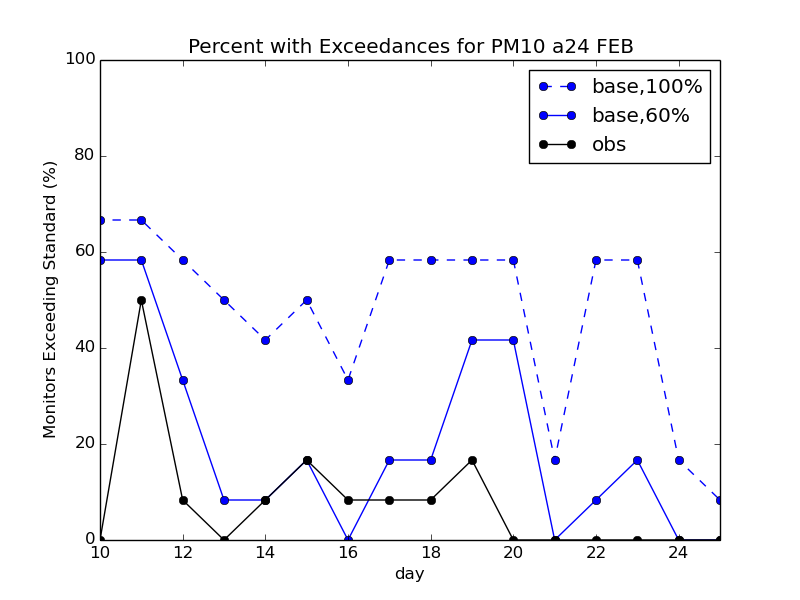 Percent with Exceedances for PM10 a24 FEB
100
80
60
40
20
0
Monitors Exceeding Standard (%)
base,100%
base,60%
obs
10 12 14 16 18 20 22 24
day